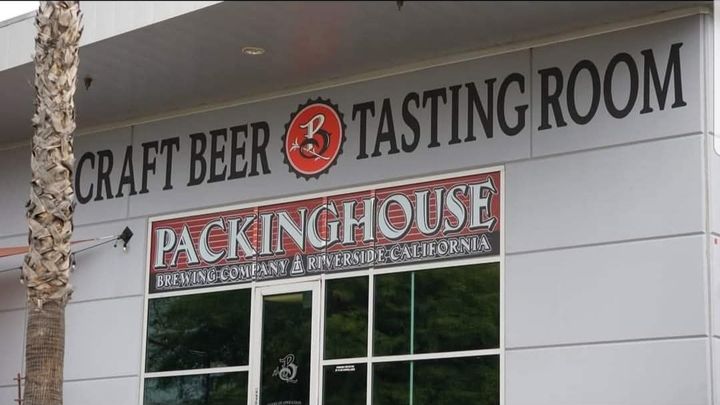 CRAFT BEER B TASTING ROOM
PACKINGHOUSE
BREWING COMPANY RIVERSIDE, CALIFORNIA
B